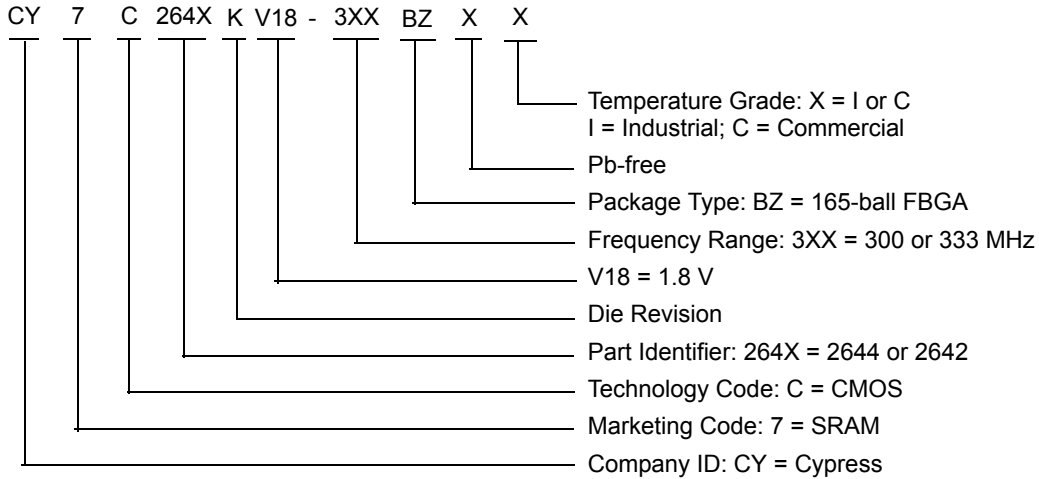 CY 7 C 264X K V18 - 3XX BZ X X
Temperature Grade: X = I or C
I = Industrial; C = Commercial
Pb-free
Package Type: BZ = 165-ball FBGA
Frequency Range: 3XX = 300 or 333 MHz
V18 = 1.8 V
Die Revision
Part Identifier: 264X = 2644 or 2642
Technology Code: C = CMOS
Marketing Code: 7 = SRAM
Company ID: CY = Cypress